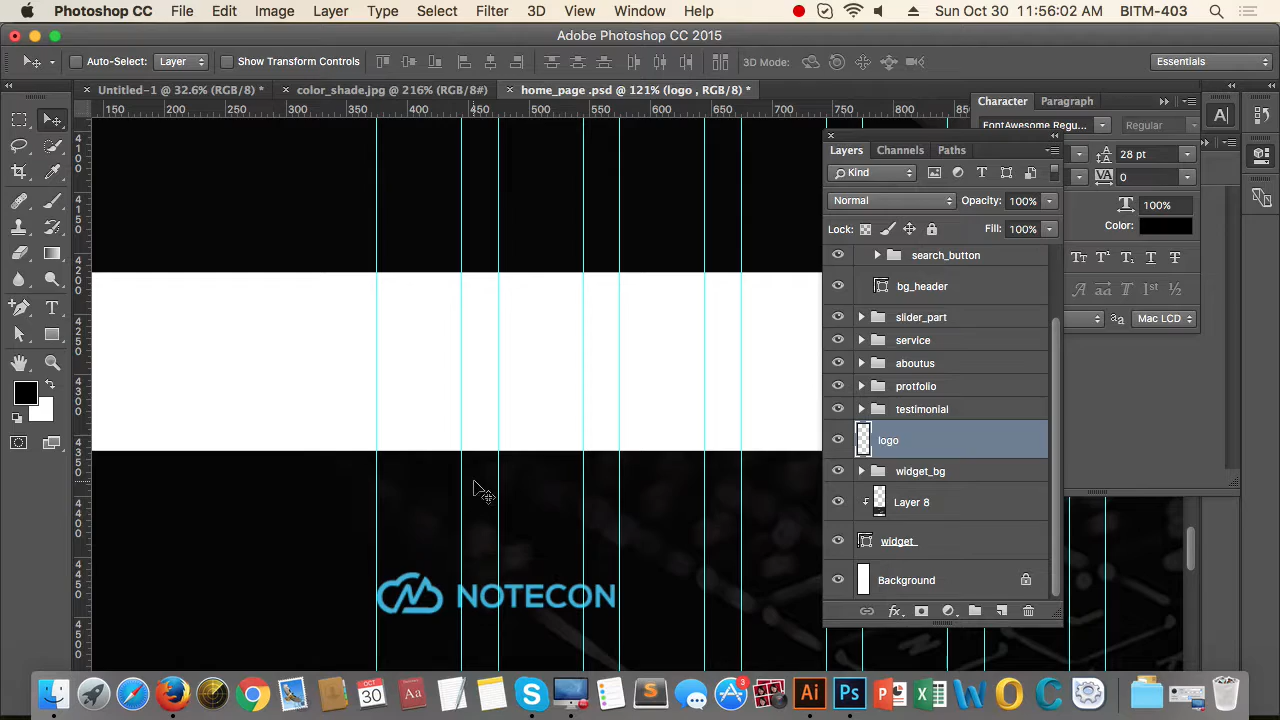 Photoshop CC File Edit Image Layer Type Select Filter 3D View Window Help Sun Oct 30 11:56:02 AM BITM-403
Adobe Photoshop CC 2015
Auto-Select: Layer Show Transform Controls 3D Mode: Essentials
Untitled-1 @ 32.6% (RGB/8) * color_shade.jpg @ 216% (RGB/8#) home_page .psd @ 121% (logo , RGB/8) *
150 200 250 300 350 400 450 500 550 600 650 700 750 800
Character Paragraph
FontAwesome Regu... Regular
Layers Channels Paths
28 pt
Kind
0
Normal Opacity: 100%
100%
Lock: Fill: 100%
Color:
search_button
bg_header
slider_part
Mac LCD
service
aboutus
protfolio
testimonial
logo
widget_bg
Layer 8
widget
Background
NOTECON